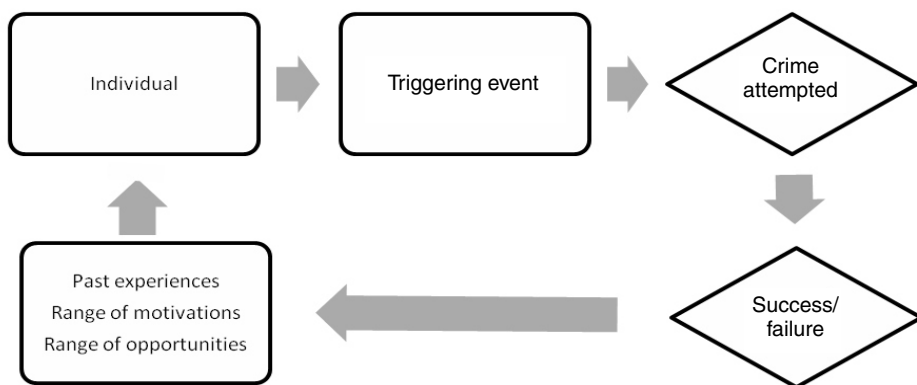 Individual
Triggering event
Crime
attempted
Past experiences
Range of motivations
Range of opportunities
Success/
failure